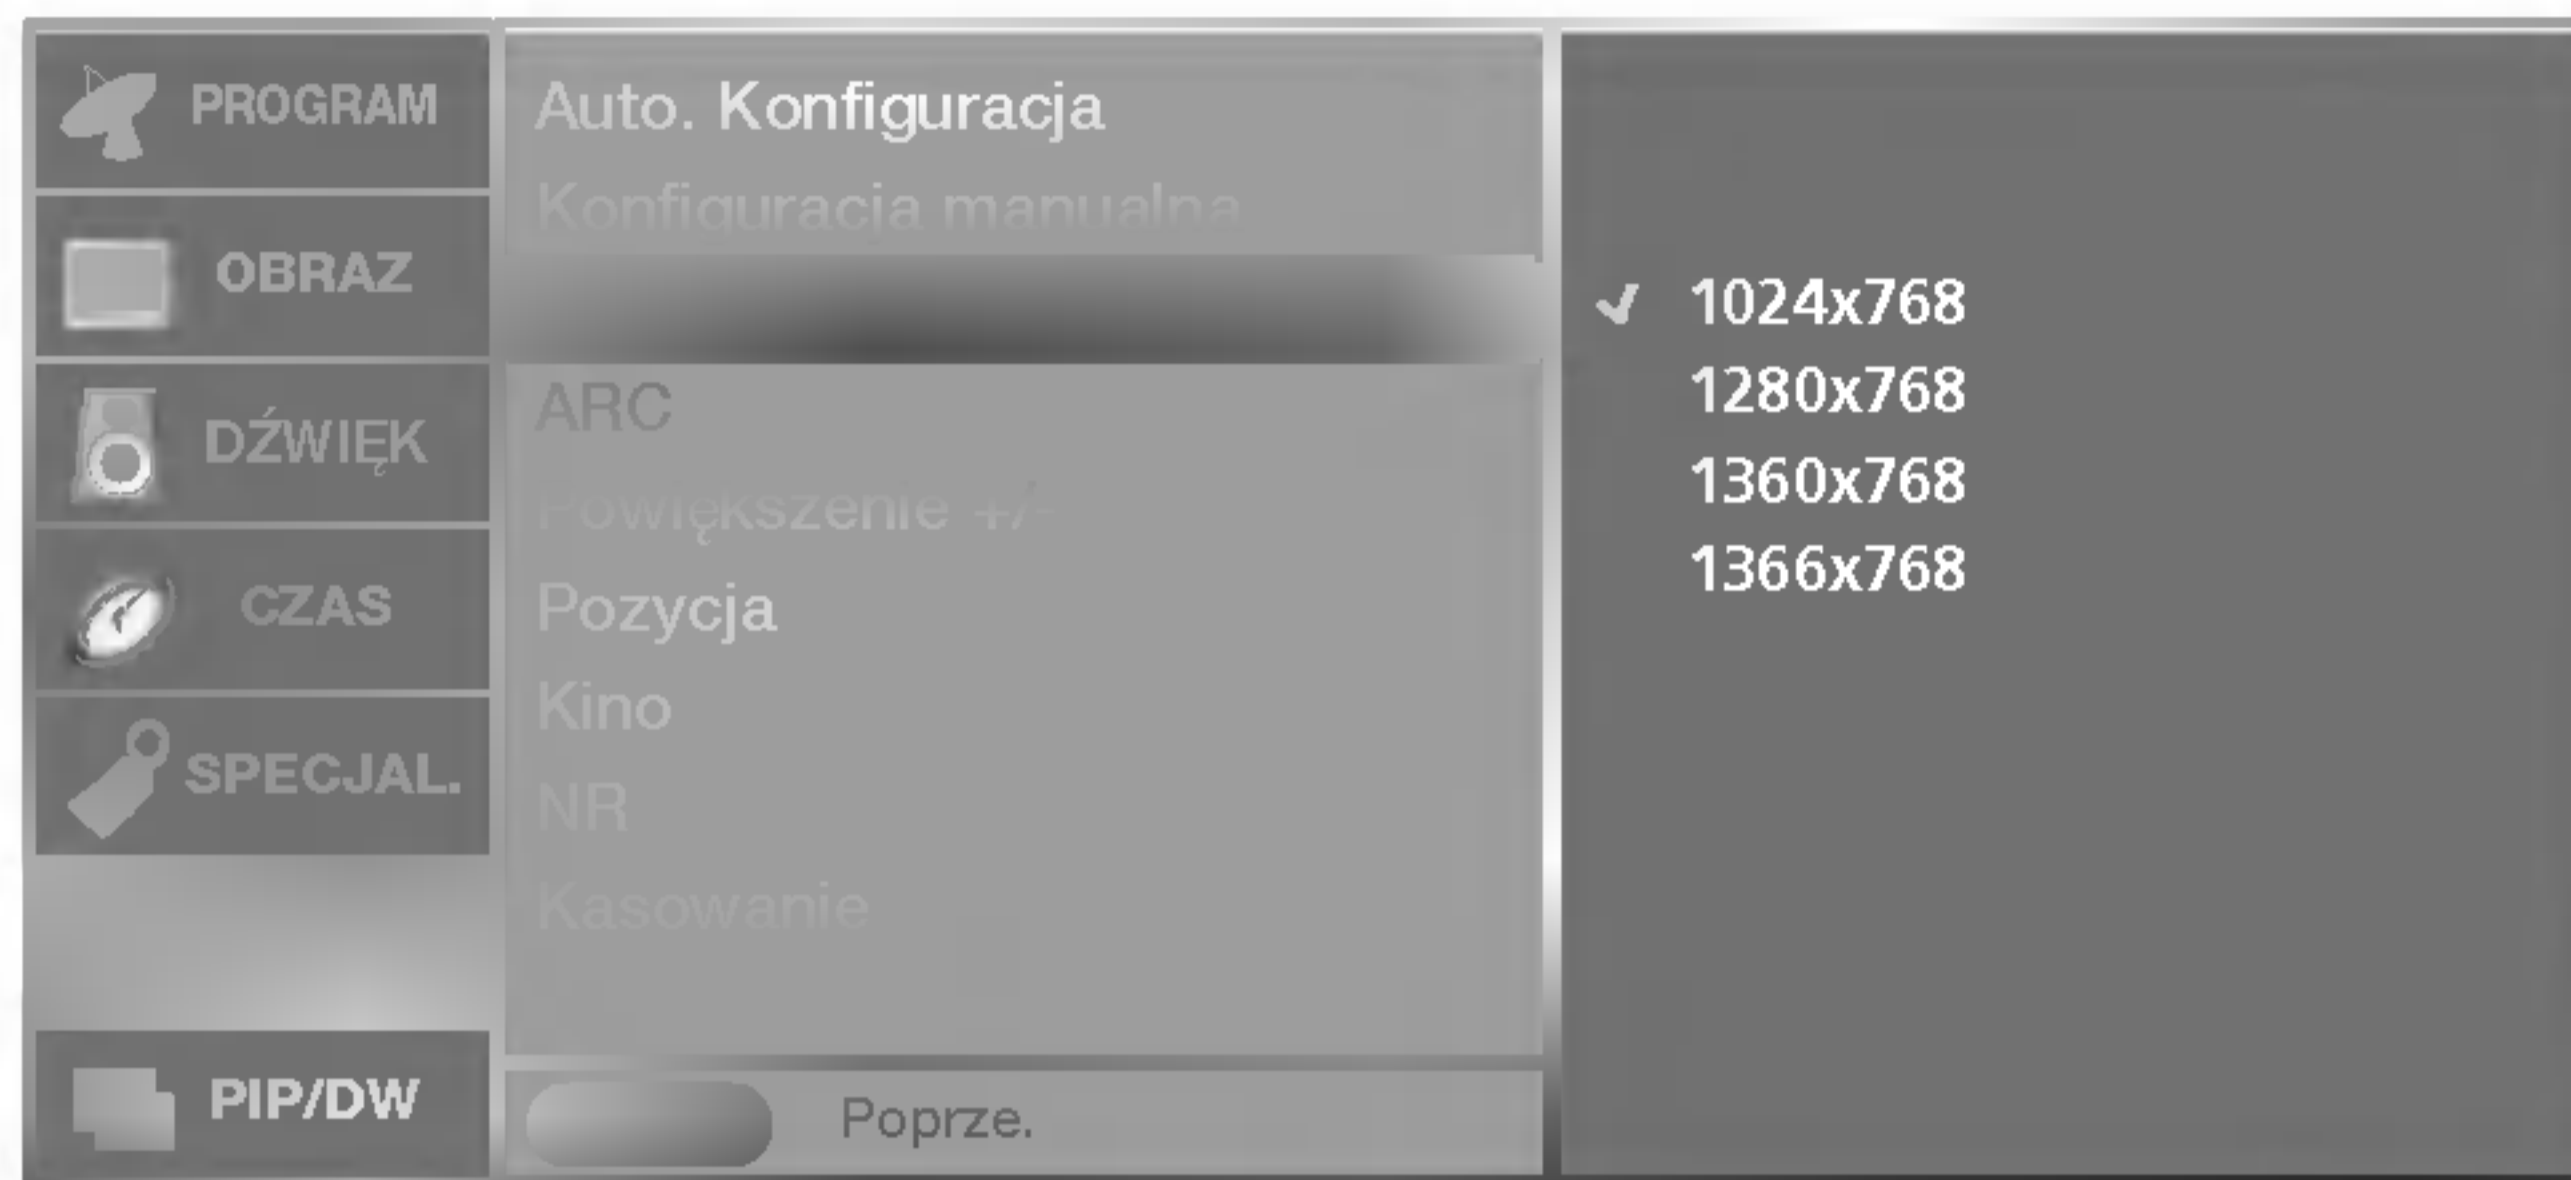 PROGRAM
OBRAZ
DŹWIĘK
CZAS
SPECJAL.
PIP/DW
Auto. Konfiguracja
Konfiguracja manualna
ARC
Powiększenie +/-
Pozycja
Kino
NR
Kasowanie
Poprze.
1024x768
1280x768
1360x768
1366x768